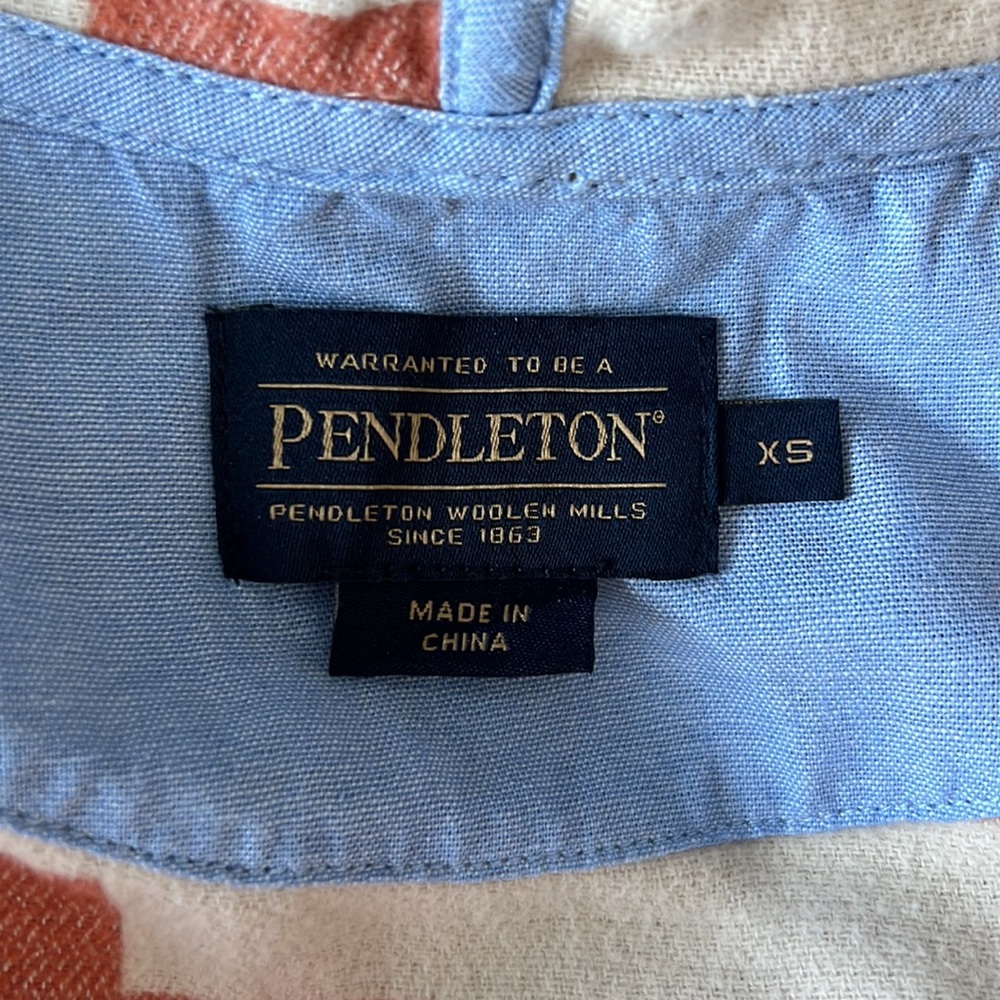 WARRANTED TO BE A
PENDLETON®
PENDLETON WOOLEN MILLS
SINCE 1863
XS
MADE IN
CHINA